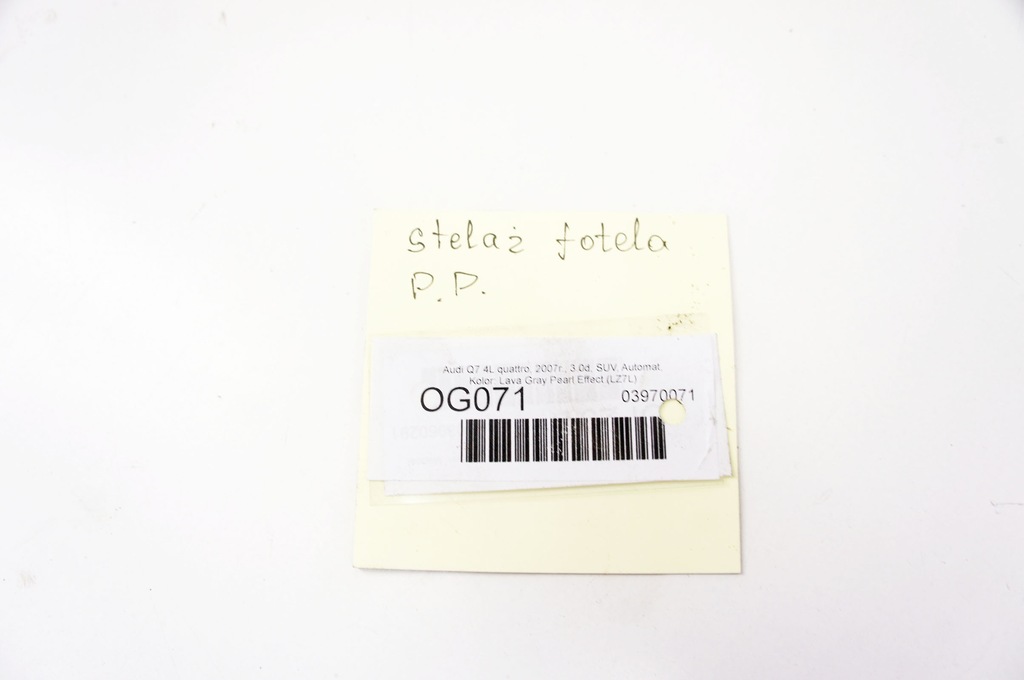 stelaż fotela
P.P.
Audi Q7 4L quattro, 2007r., 3.0d, SUV, Automat,
Kolor: Lava Gray Pearl Effect (LZ7L)
OG071
03970071